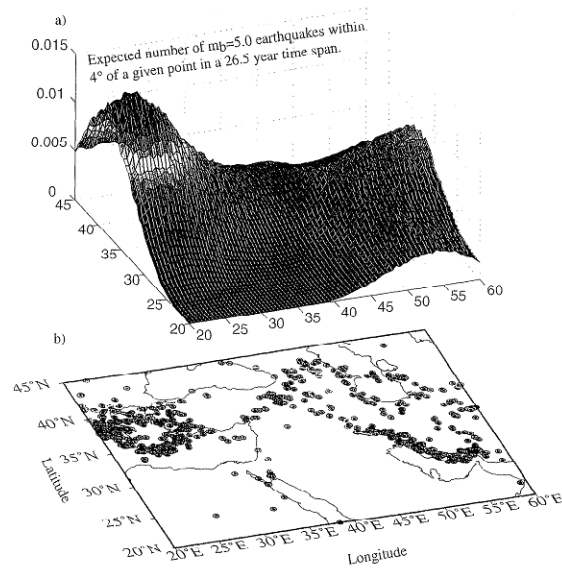 a)
Expected number of mb=5.0 earthquakes within
4° of a given point in a 26.5 year time span.
0.015
0.01
0.005
0
45
40
35
30
25
20
20
25
30
35
40
45
50
55
60
b)
45°N
40°N
35°N
30°N
25°N
20°N
Latitude
20°E
25°E
30°E
35°E
40°E
45°E
50°E
55°E
60°E
Longitude